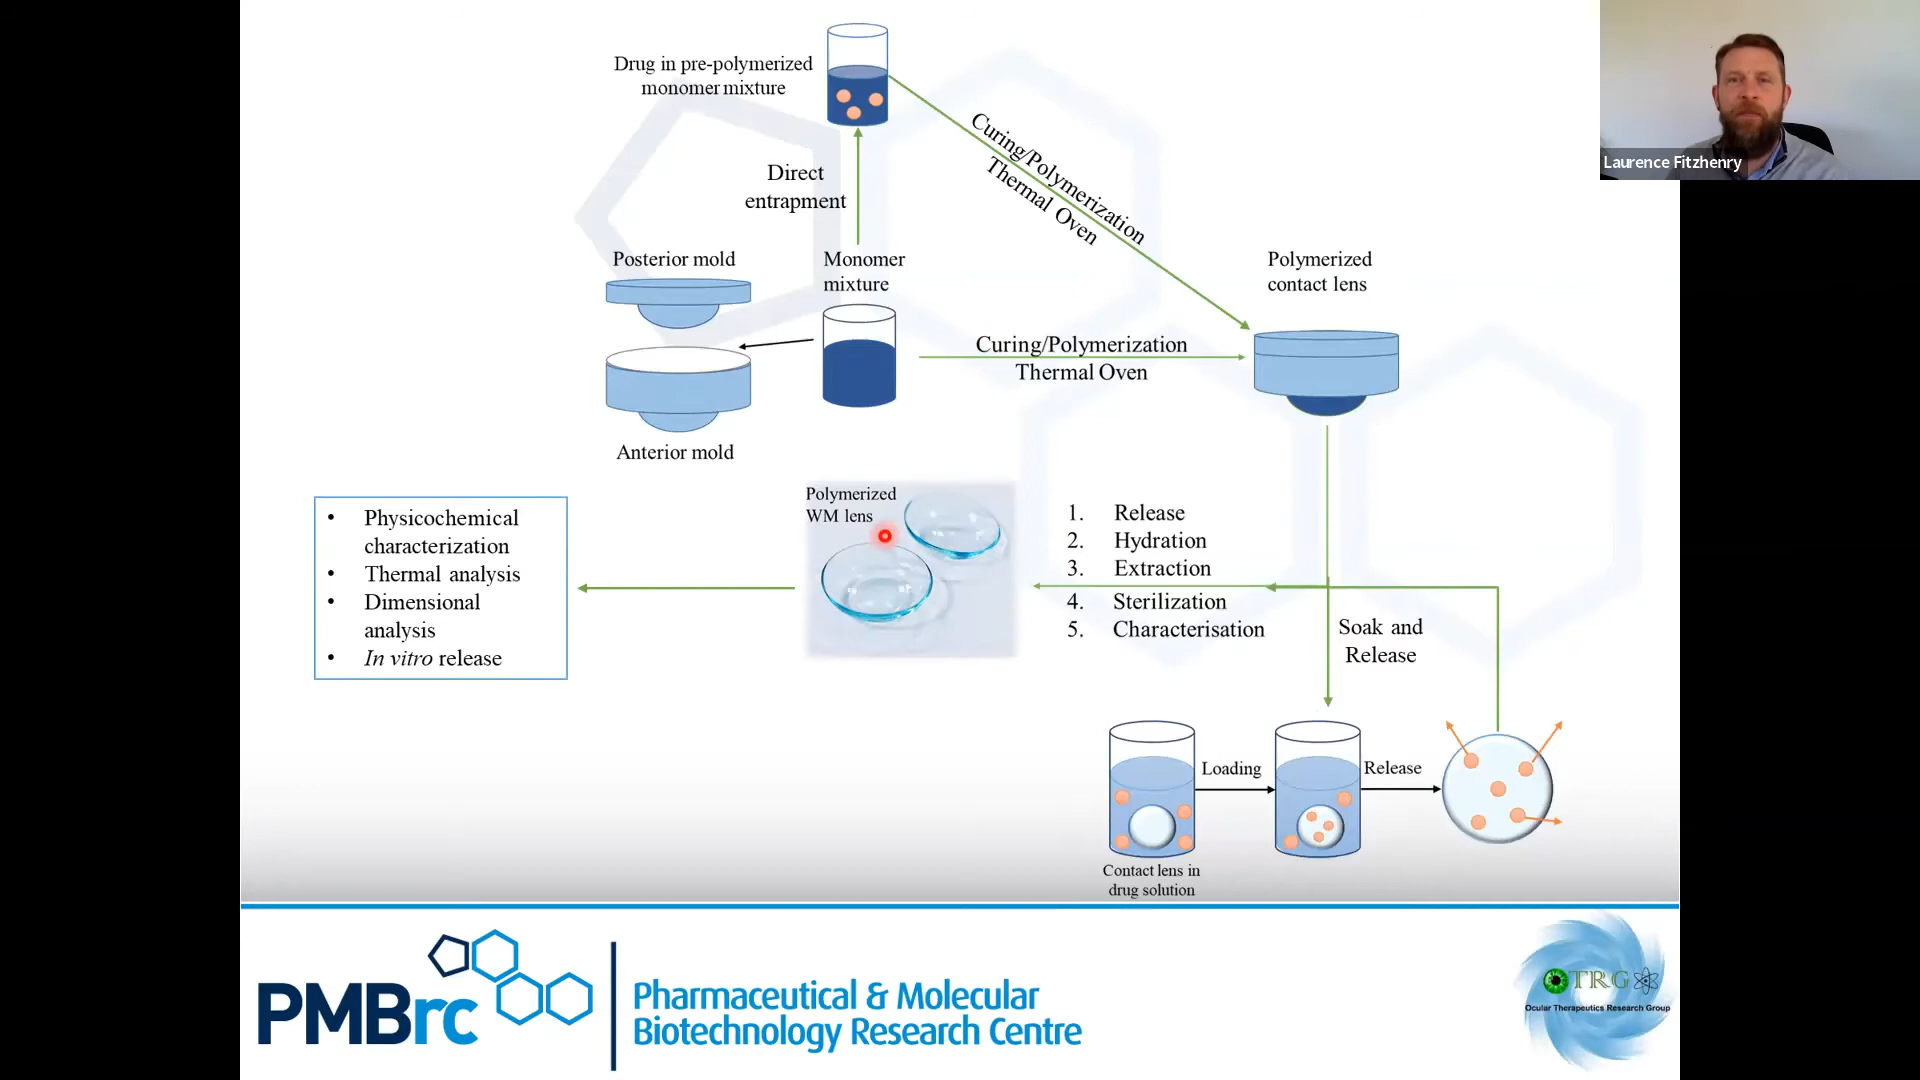 Drug in pre-polymerized
monomer mixture
Laurence Fitzhenry
Direct
entrapment
Curing/Polymerization
Thermal Oven
Posterior mold
Monomer
mixture
Polymerized
contact lens
Curing/Polymerization
Thermal Oven
Anterior mold
• Physicochemical
characterization
• Thermal analysis
• Dimensional
analysis
• In vitro release
Polymerized
WM lens
1. Release
2. Hydration
3. Extraction
4. Sterilization
5. Characterisation
Soak and
Release
Loading
Release
Contact lens in
drug solution
PMBrc
Pharmaceutical & Molecular
Biotechnology Research Centre
OTRG
Ocular Therapeutics Research Group